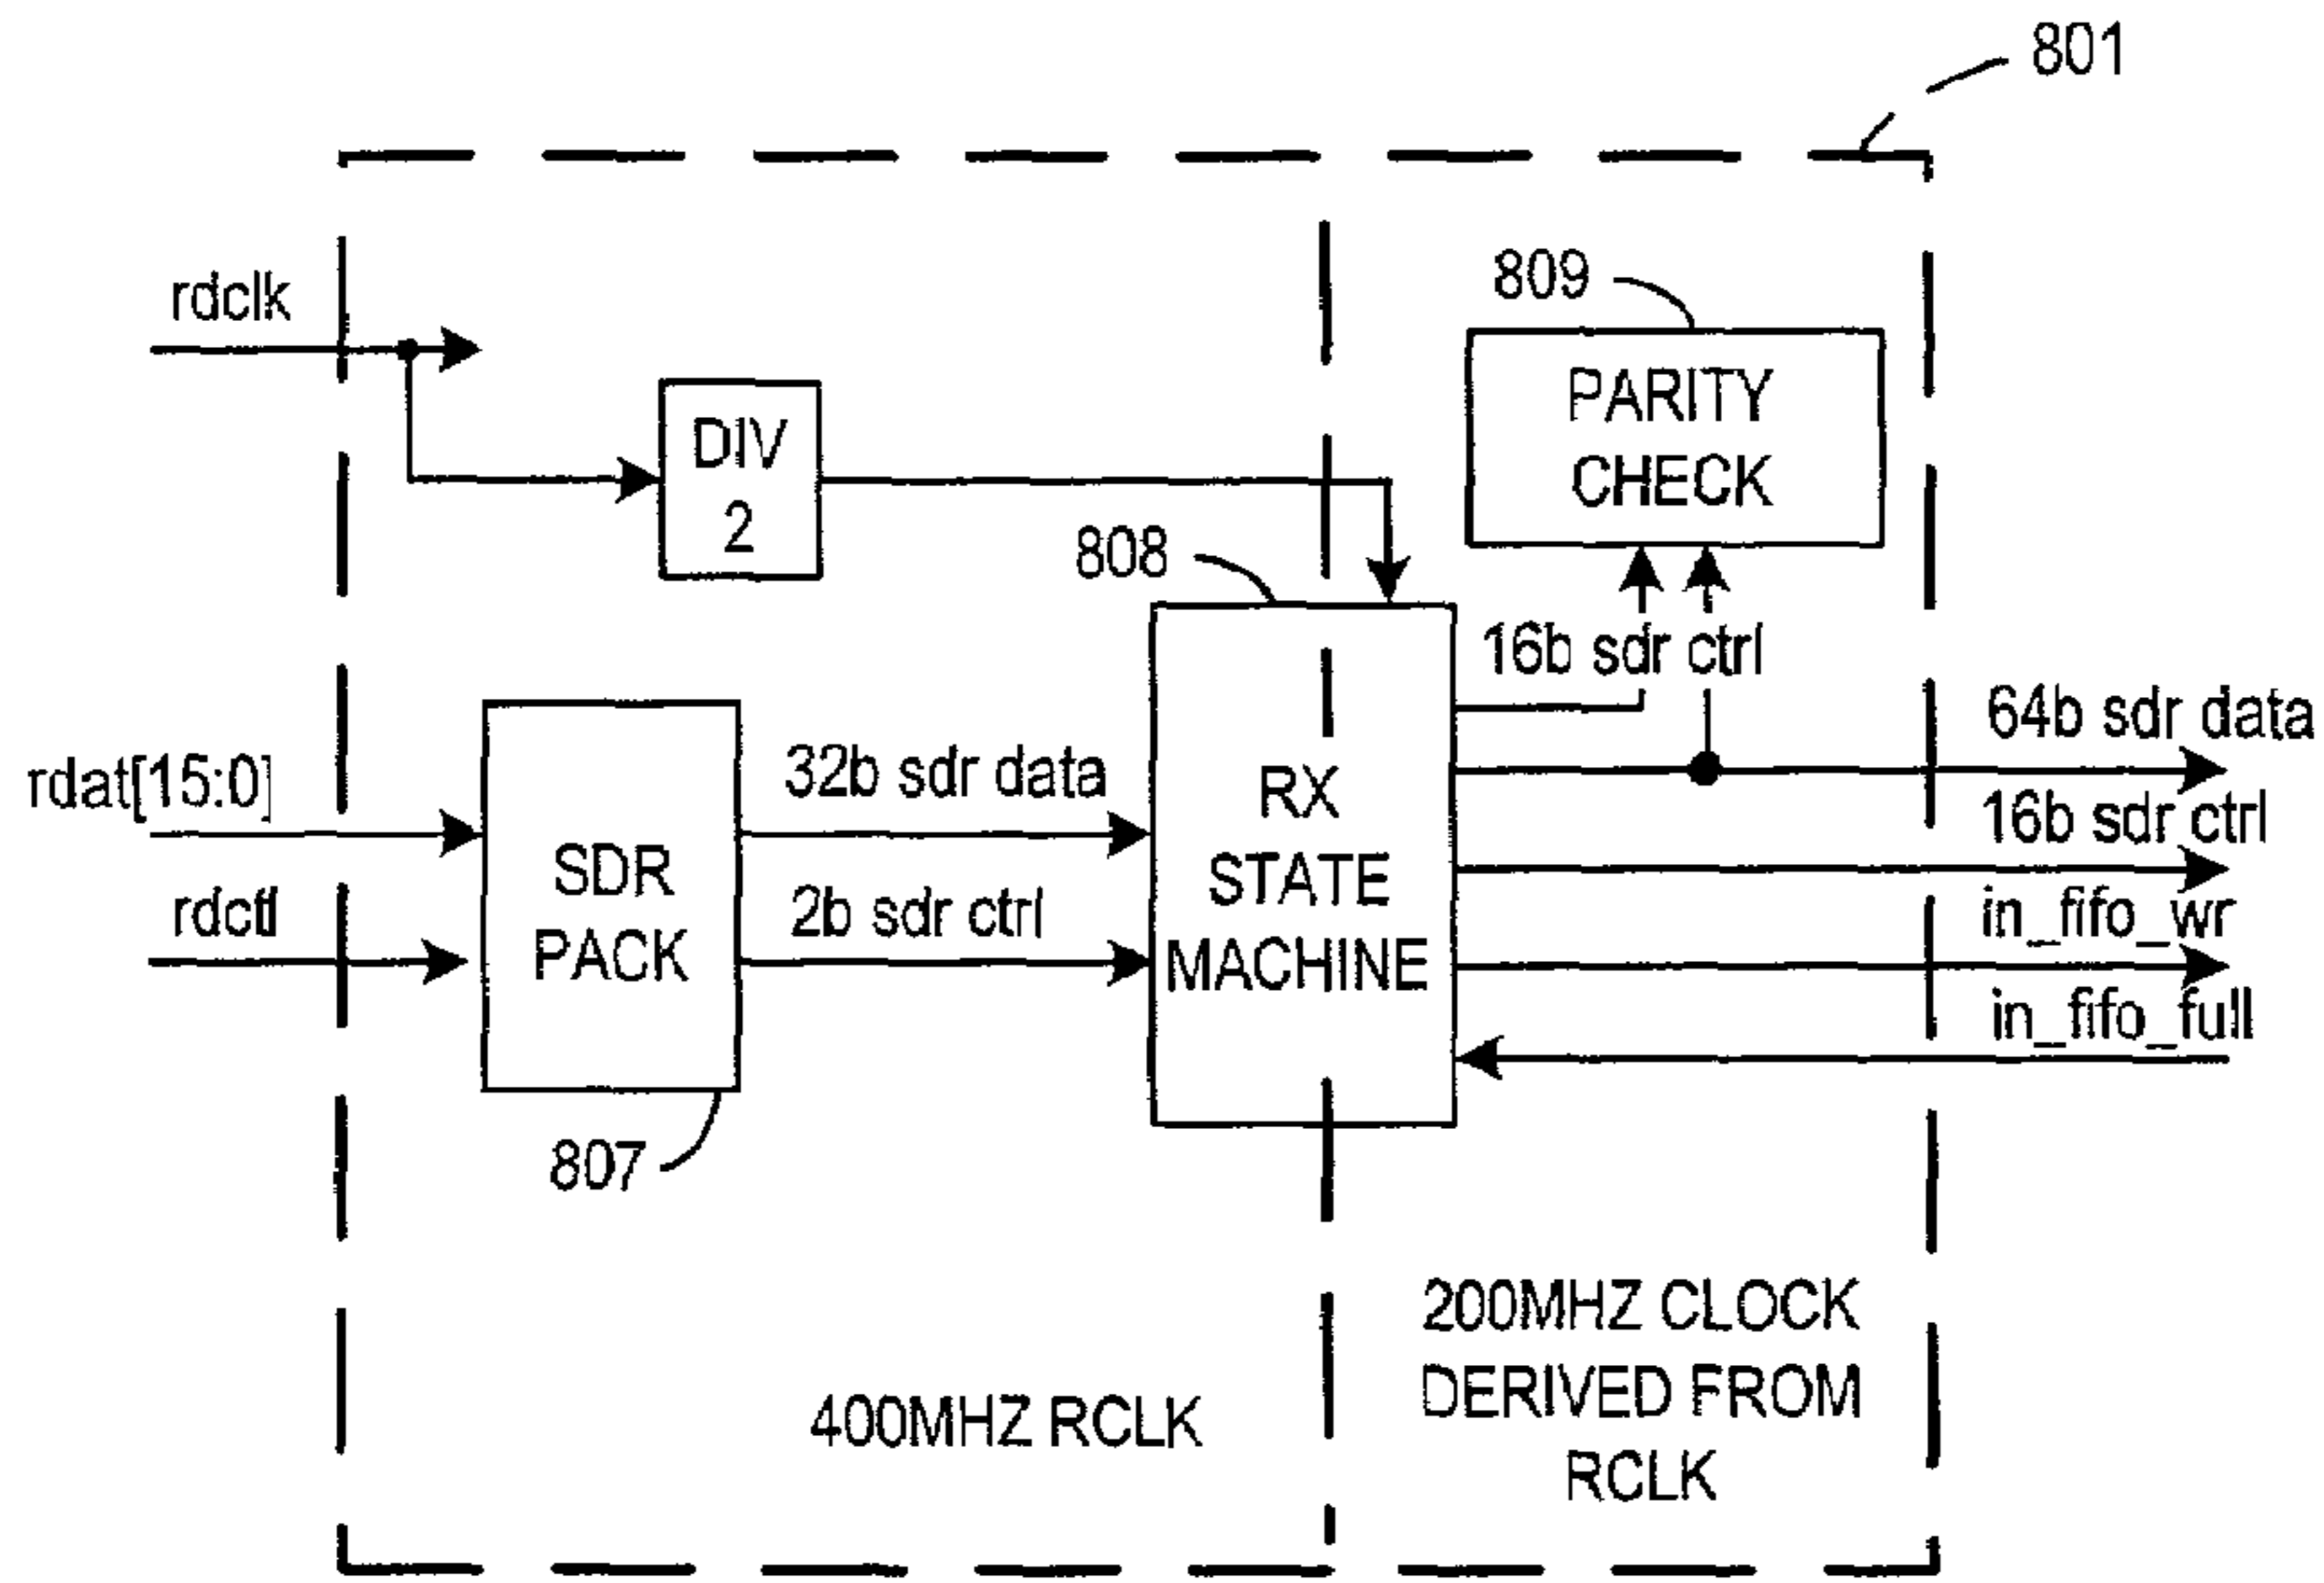 801
rdclk
809
PARITY
CHECK
DIV
2
808
16b sdr ctrl
64b sdr data
rdat[15:0]
32b sdr data
RX
16b sdr ctrl
SDR
STATE
rdctl
2b sdr ctrl
in_fifo_wr
PACK
MACHINE
in_fifo_full
807
200MHZ CLOCK
DERIVED FROM
400MHZ RCLK
RCLK